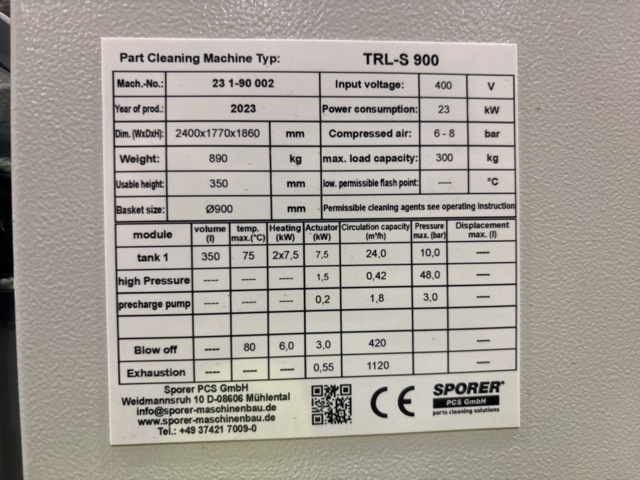 Part Cleaning Machine Typ: TRL-S 900
Mach.-No.: 23 1-90 002 Input voltage: 400 V
Year of prod.: 2023 Power consumption: 23 kW
Dim. (WxDxH): 2400x1770x1860 mm Compressed air: 6 - 8 bar
Weight: 890 kg max. load capacity: 300 kg
Usable height: 350 mm low. permissible flash point: ---- °C
Basket size: Ø900 mm Permissible cleaning agents see operating instruction
module volume (l) temp. max.(°C) Heating (kW) Actuator (kW) Circulation capacity (m³/h) Pressure max. (bar) Displacement max. (l)
tank 1 350 75 2x7,5 7,5 24,0 10,0 ----
high Pressure ---- ---- ---- 1,5 0,42 48,0 ----
precharge pump ---- ---- ---- 0,2 1,8 3,0 ----
Blow off ---- 80 6,0 3,0 420 ---- ----
Exhaustion ---- ---- ---- 0,55 1120 ---- ----
Sporer PCS GmbH
Weidmannsruh 10 D-08606 Mühlental
info@sporer-maschinenbau.de
www.sporer-maschinenbau.de
Tel.: +49 37421 7009-0
CE
SPORER®
PCS GmbH
parts cleaning solutions